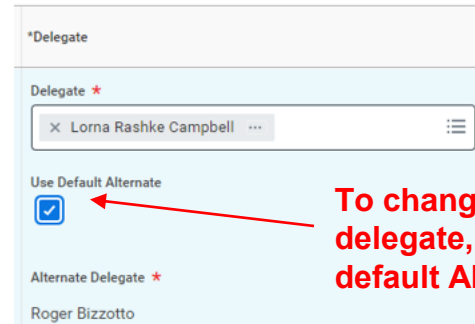 *Delegate
Delegate *
× Lorna Rashke Campbell ...
Use Default Alternate
To chang
delegate,
default Al
Alternate Delegate *
Roger Bizzotto